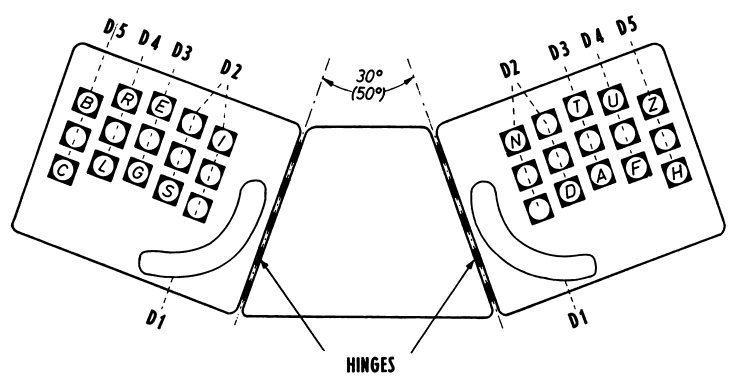 D5 D4 D3 D2
30°
(50°)
D2 D3 D4 D5
B R E I
C L G S
N T U Z
D A F H
D1
D1
HINGES